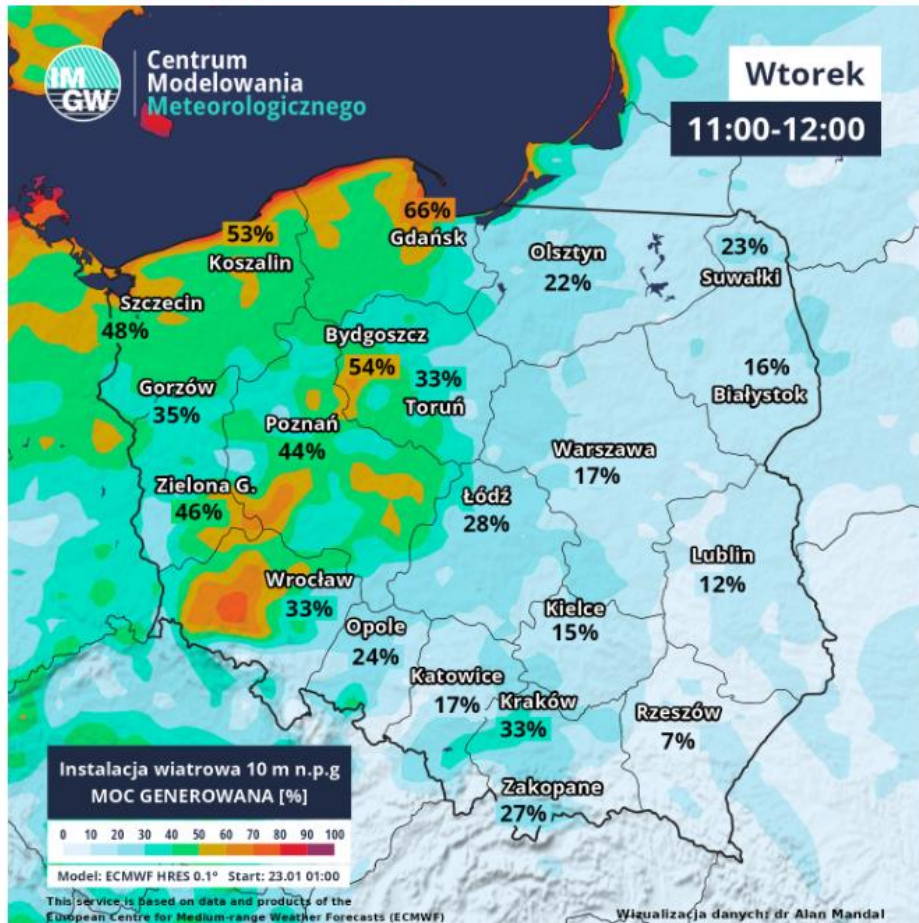 IM
GW
Centrum
Modelowania
Meteorologicznego
Wtorek
11:00-12:00
66%
Gdańsk
53%
Koszalin
Olsztyn
22%
23%
Suwałki
Szczecin
48%
Bydgoszcz
54%
33%
Toruń
16%
Białystok
Gorzów
35%
Poznań
44%
Warszawa
17%
Zielona G.
46%
Łódź
28%
Lublin
12%
Wrocław
33%
Kielce
15%
Opole
24%
Katowice
17%
Kraków
33%
Rzeszów
7%
Zakopane
27%
Instalacja wiatrowa 10 m n.p.g
MOC GENEROWANA [%]
0 10 20 30 40 50 60 70 80 90 100
Model: ECMWF HRES 0.1° Start: 23.01 01:00
This service is based on data and products of the
European Centre for Medium-range Weather Forecasts (ECMWF)
Wizualizacja danych: dr Alan Mandal